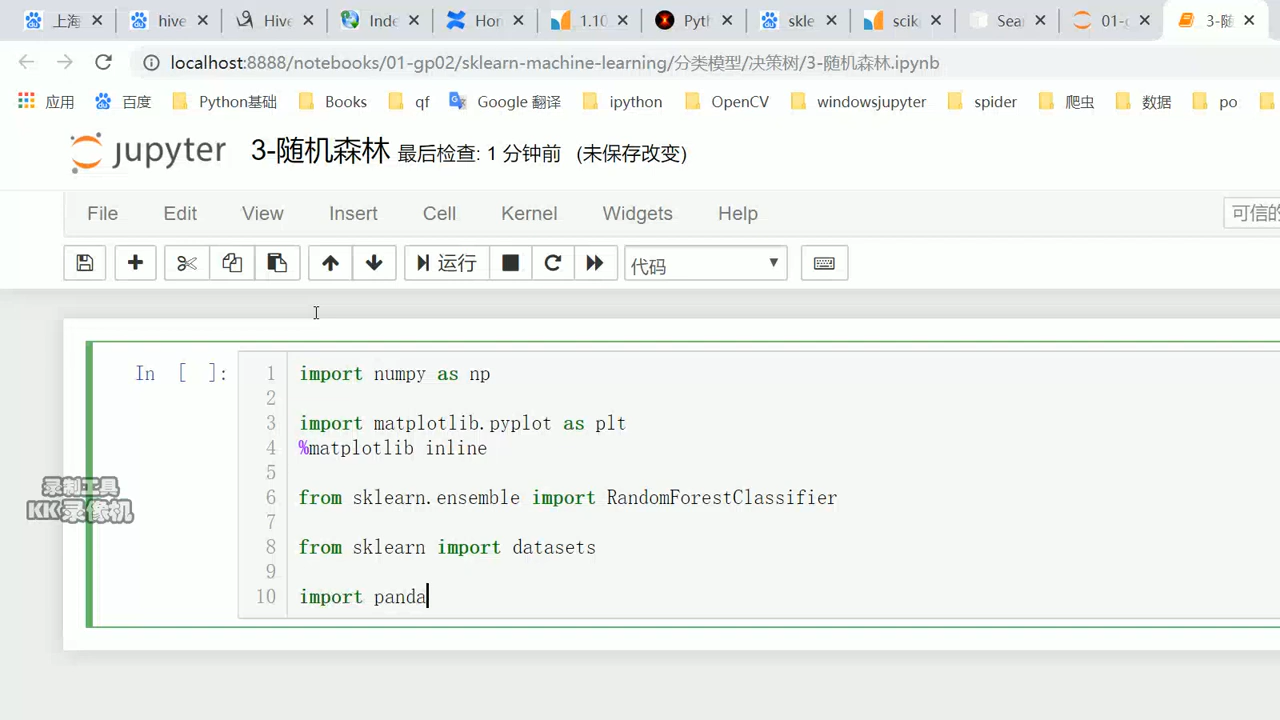 上海 hive Hive Inde Hon 1.10 Pyth skle scik Sear 01- 3-随
localhost:8888/notebooks/01-gp02/sklearn-machine-learning/分类模型/决策树/3-随机森林.ipynb
应用 百度 Python基础 Books qf Google 翻译 ipython OpenCV windowsjupyter spider 爬虫 数据 po
jupyter 3-随机森林 最后检查: 1 分钟前 (未保存改变)
File Edit View Insert Cell Kernel Widgets Help 可信的
运行 代码
In [ ]:
1 import numpy as np
2
3 import matplotlib.pyplot as plt
4 %matplotlib inline
5
6 from sklearn.ensemble import RandomForestClassifier
7
8 from sklearn import datasets
9
10 import panda
录制工具
KK录像机